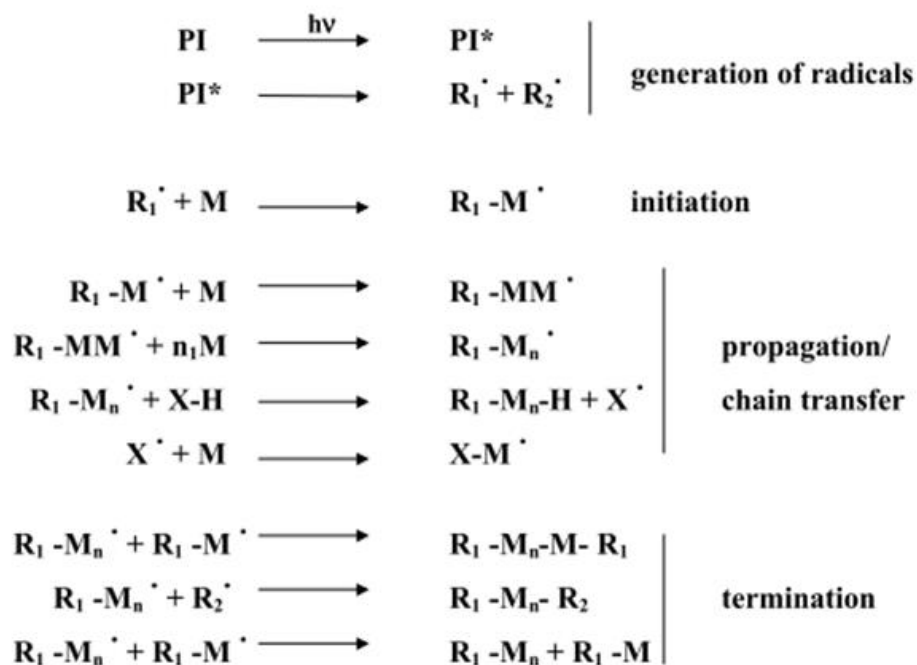 PI hν PI*
PI* R₁˙ + R₂˙
generation of radicals
R₁˙ + M R₁ -M˙ initiation
R₁ -M˙ + M R₁ -MM˙
R₁ -MM˙ + n₁M R₁ -Mₙ˙
R₁ -Mₙ˙ + X-H R₁ -Mₙ-H + X˙
X˙ + M X-M˙
propagation/
chain transfer
R₁ -Mₙ˙ + R₁ -M˙ R₁ -Mₙ-M- R₁
R₁ -Mₙ˙ + R₂˙ R₁ -Mₙ- R₂
R₁ -Mₙ˙ + R₁ -M˙ R₁ -Mₙ + R₁ -M
termination